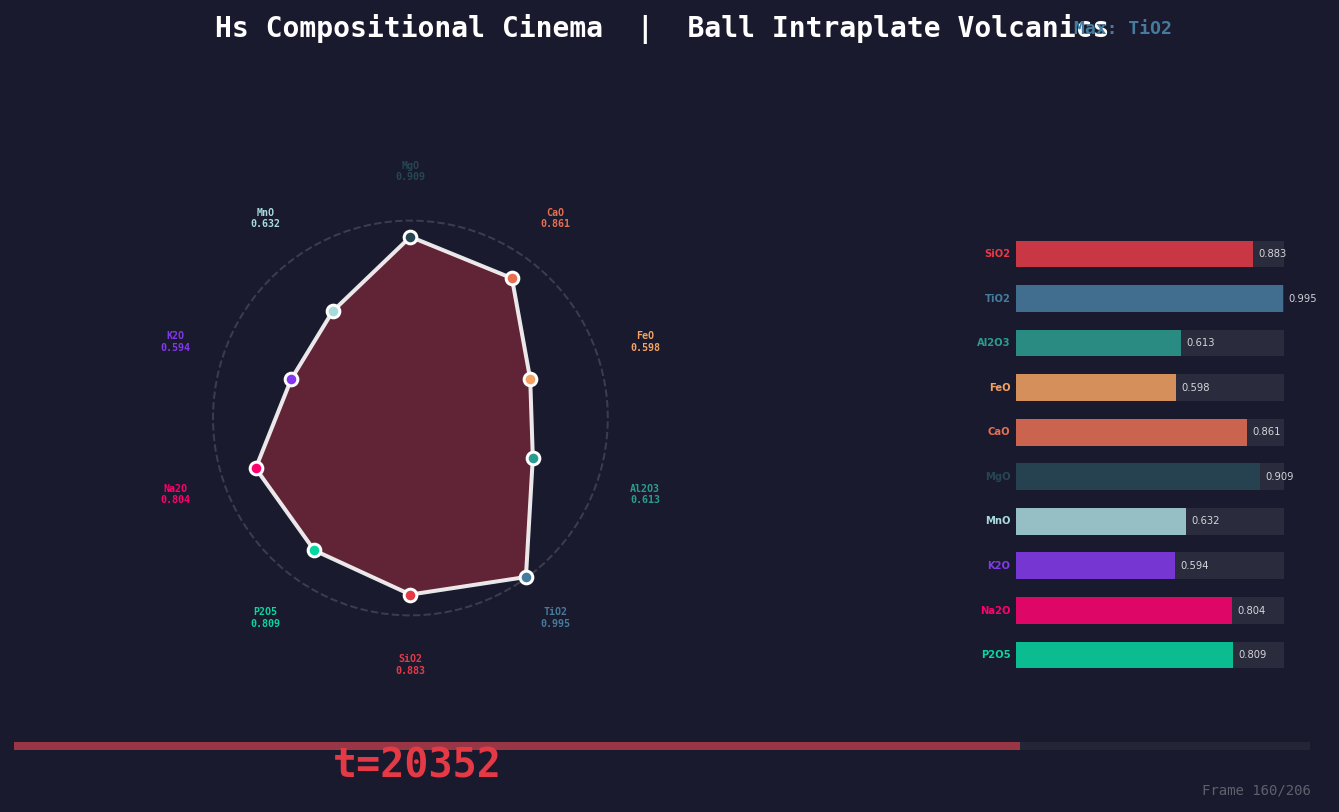 Hs Compositional Cinema | Ball Intraplate Volcanics
Max: TiO2
MgO
0.909
MnO
0.632
CaO
0.861
K2O
0.594
FeO
0.598
Na2O
0.804
Al2O3
0.613
P2O5
0.809
TiO2
0.995
SiO2
0.883
SiO2 0.883
TiO2 0.995
Al2O3 0.613
FeO 0.598
CaO 0.861
MgO 0.909
MnO 0.632
K2O 0.594
Na2O 0.804
P2O5 0.809
t=20352
Frame 160/206